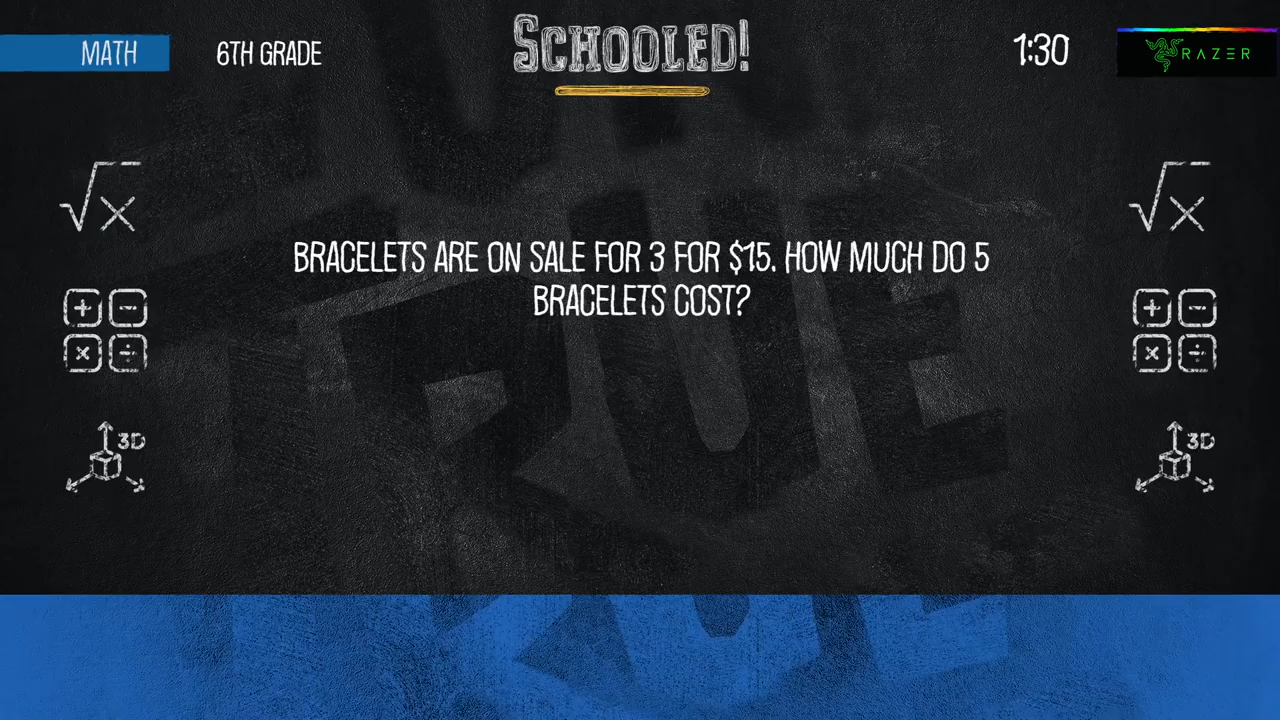 MATH
6TH GRADE
SCHOOLED!
1:30
RAZER
BRACELETS ARE ON SALE FOR 3 FOR $15. HOW MUCH DO 5
BRACELETS COST?
√X
√X
+ -
× ÷
+ -
× ÷
3D
3D
TRUE